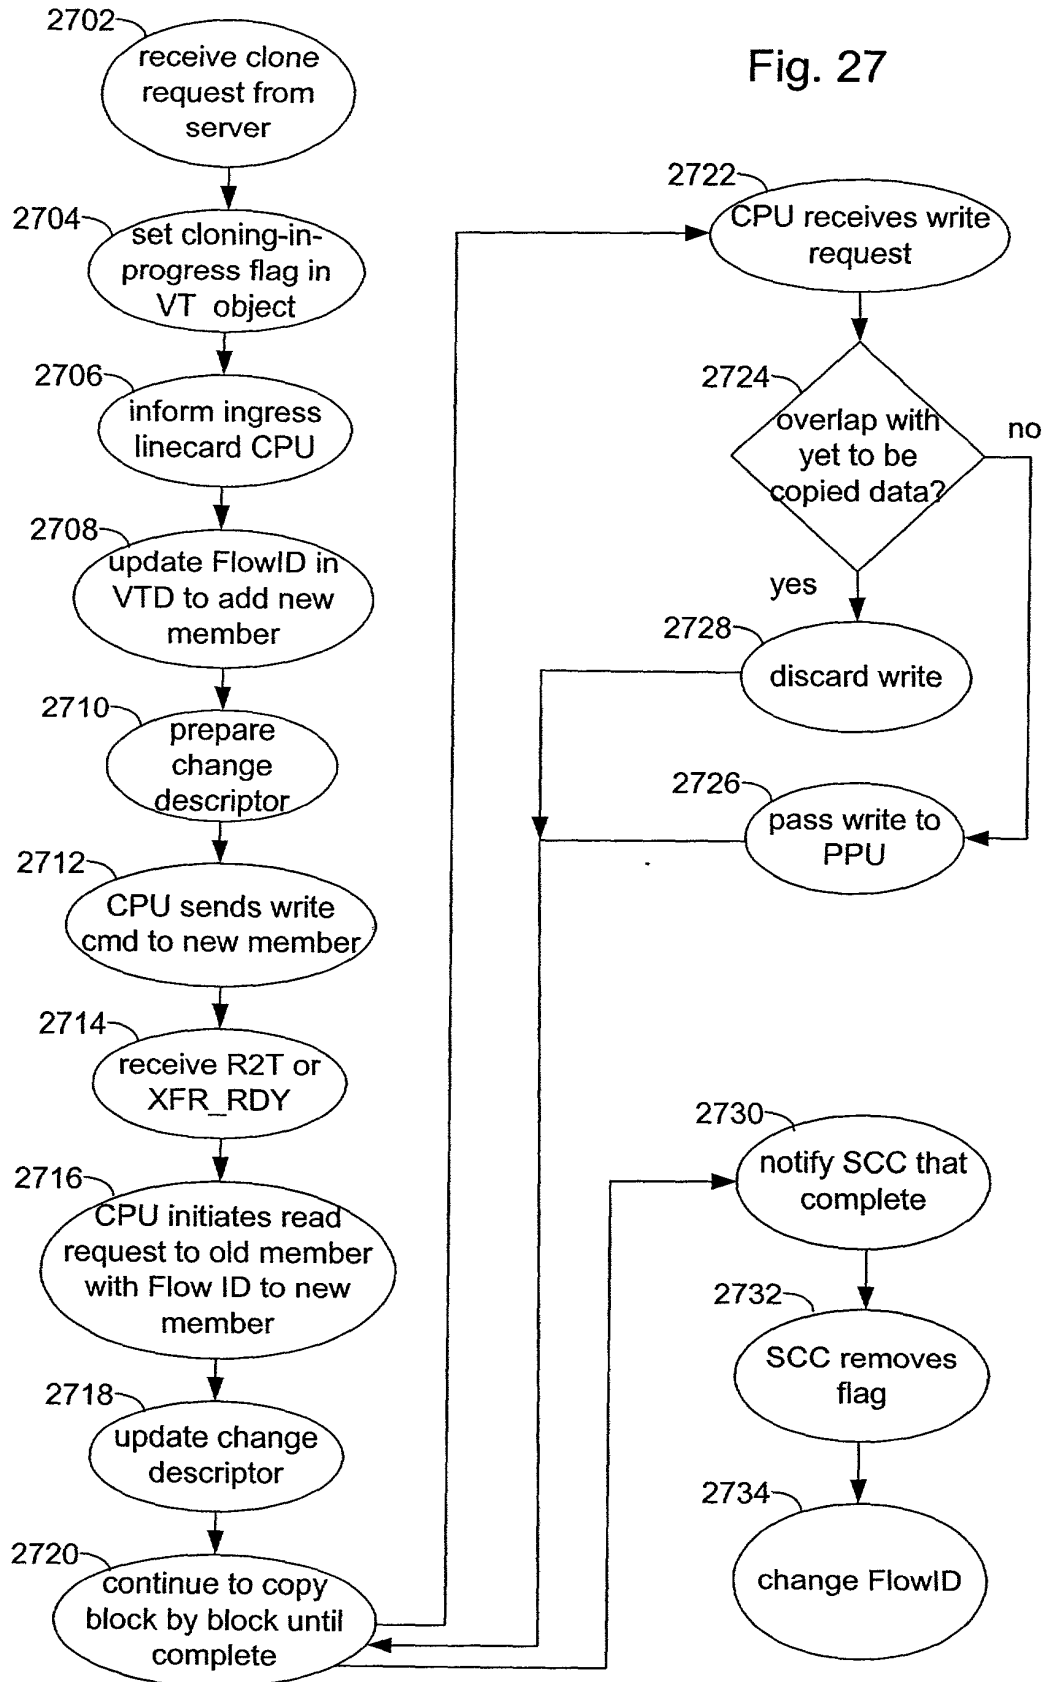 Fig. 27
2702
receive clone
request from
server
2704
set cloning-in-
progress flag in
VT object
2706
inform ingress
linecard CPU
2708
update FlowID in
VTD to add new
member
2710
prepare
change
descriptor
2712
CPU sends write
cmd to new member
2714
receive R2T or
XFR_RDY
2716
CPU initiates read
request to old member
with Flow ID to new
member
2718
update change
descriptor
2720
continue to copy
block by block until
complete
2722
CPU receives write
request
2724
overlap with
yet to be
copied data?
no
yes
2728
discard write
2726
pass write to
PPU
2730
notify SCC that
complete
2732
SCC removes
flag
2734
change FlowID